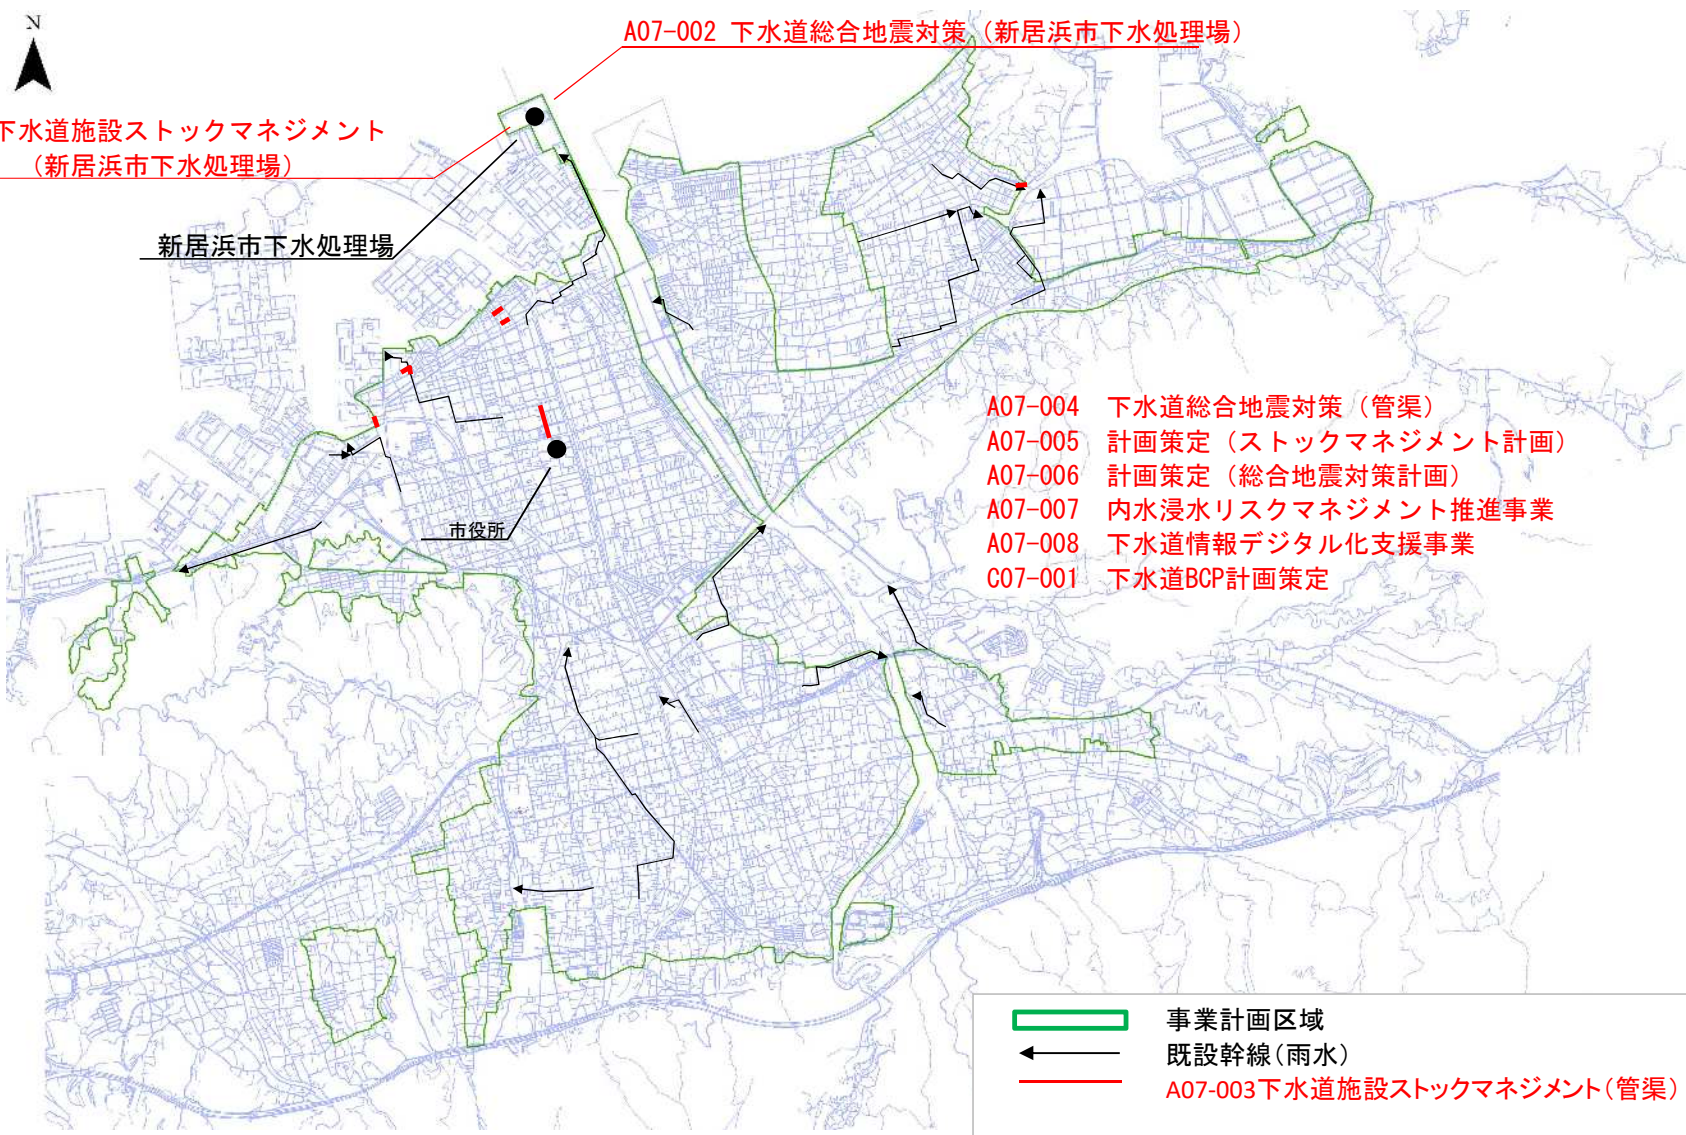 N
A07-002 下水道総合地震対策（新居浜市下水処理場）
下水道施設ストックマネジメント
（新居浜市下水処理場）
新居浜市下水処理場
市役所
A07-004 下水道総合地震対策（管渠）
A07-005 計画策定（ストックマネジメント計画）
A07-006 計画策定（総合地震対策計画）
A07-007 内水浸水リスクマネジメント推進事業
A07-008 下水道情報デジタル化支援事業
C07-001 下水道BCP計画策定
事業計画区域
既設幹線（雨水）
A07-003下水道施設ストックマネジメント（管渠）